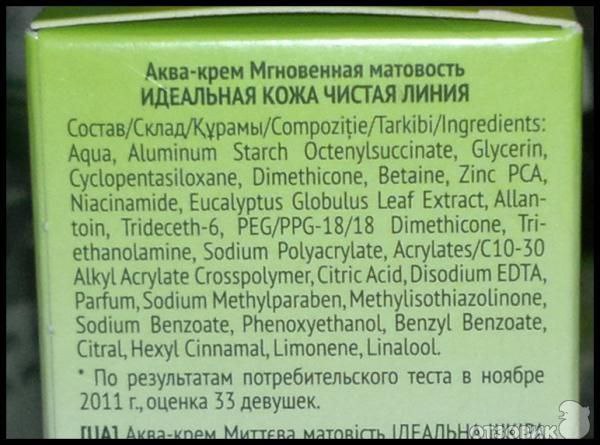 Аква-крем Мгновенная матовость
ИДЕАЛЬНАЯ КОЖА ЧИСТАЯ ЛИНИЯ
Состав/Склад/Құрамы/Compoziție/Tarkibi/Ingredients:
Aqua, Aluminum Starch Octenylsuccinate, Glycerin,
Cyclopentasiloxane, Dimethicone, Betaine, Zinc PCA,
Niacinamide, Eucalyptus Globulus Leaf Extract, Allan-
toin, Trideceth-6, PEG/PPG-18/18 Dimethicone, Tri-
ethanolamine, Sodium Polyacrylate, Acrylates/C10-30
Alkyl Acrylate Crosspolymer, Citric Acid, Disodium EDTA,
Parfum, Sodium Methylparaben, Methylisothiazolinone,
Sodium Benzoate, Phenoxyethanol, Benzyl Benzoate,
Citral, Hexyl Cinnamal, Limonene, Linalool.
* По результатам потребительского теста в ноябре
2011 г., оценка 33 девушек.
[UA] Аква-крем Миттєва матовість ІДЕАЛЬНА ШКІРА
ОТЗОВИК